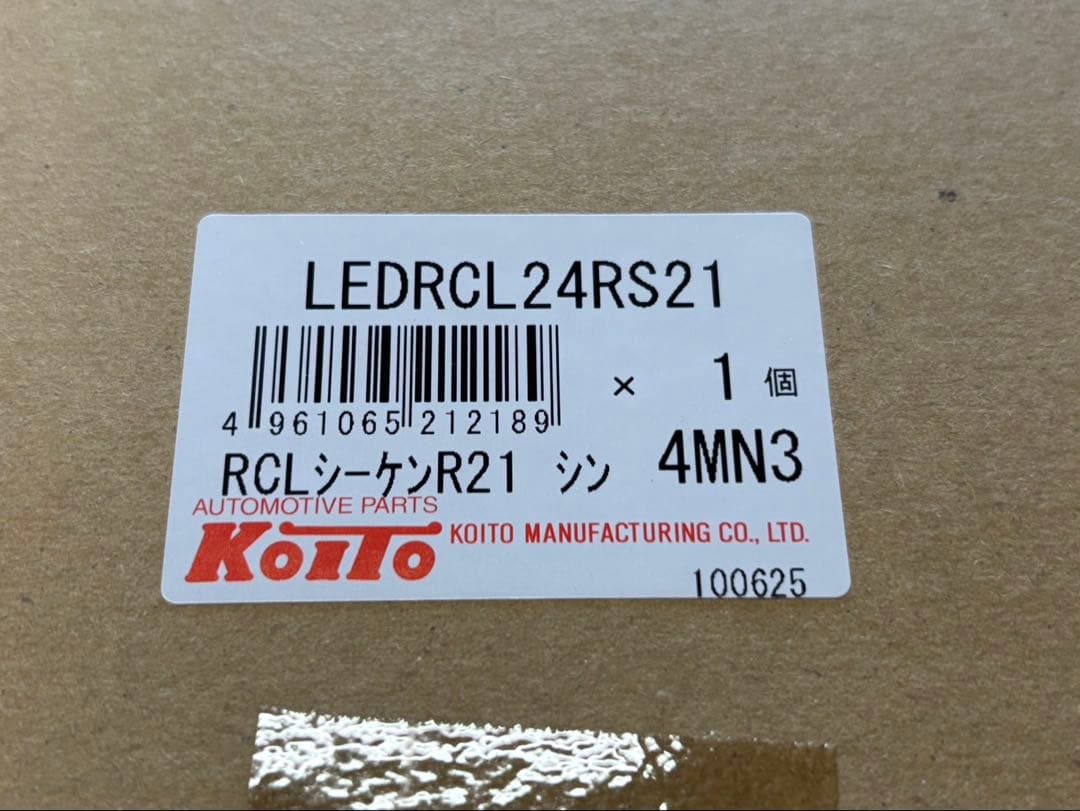 LEDRCL24RS21
× 1 個
4 961065 212189
RCLシーケンR21 シン 4MN3
AUTOMOTIVE PARTS
KOITO KOITO MANUFACTURING CO., LTD.
100625